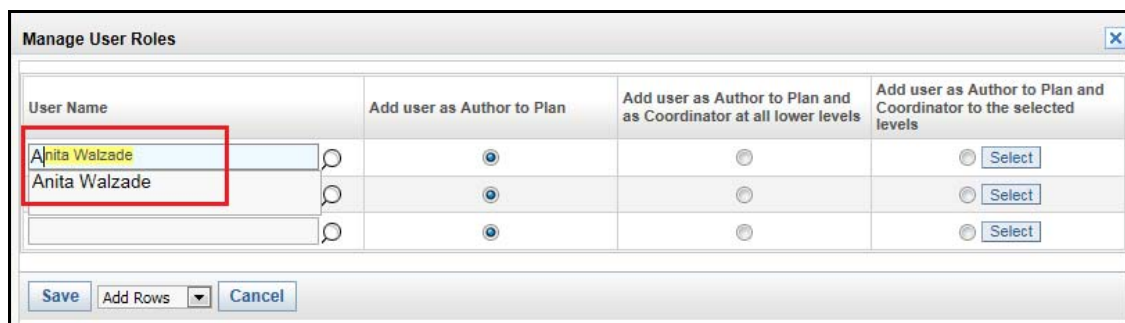 Manage User Roles
User Name
Add user as Author to Plan
Add user as Author to Plan and
as Coordinator at all lower levels
Add user as Author to Plan and
Coordinator to the selected
levels
Anita Walzade
Select
Anita Walzade
Select
Select
Save
Add Rows
Cancel